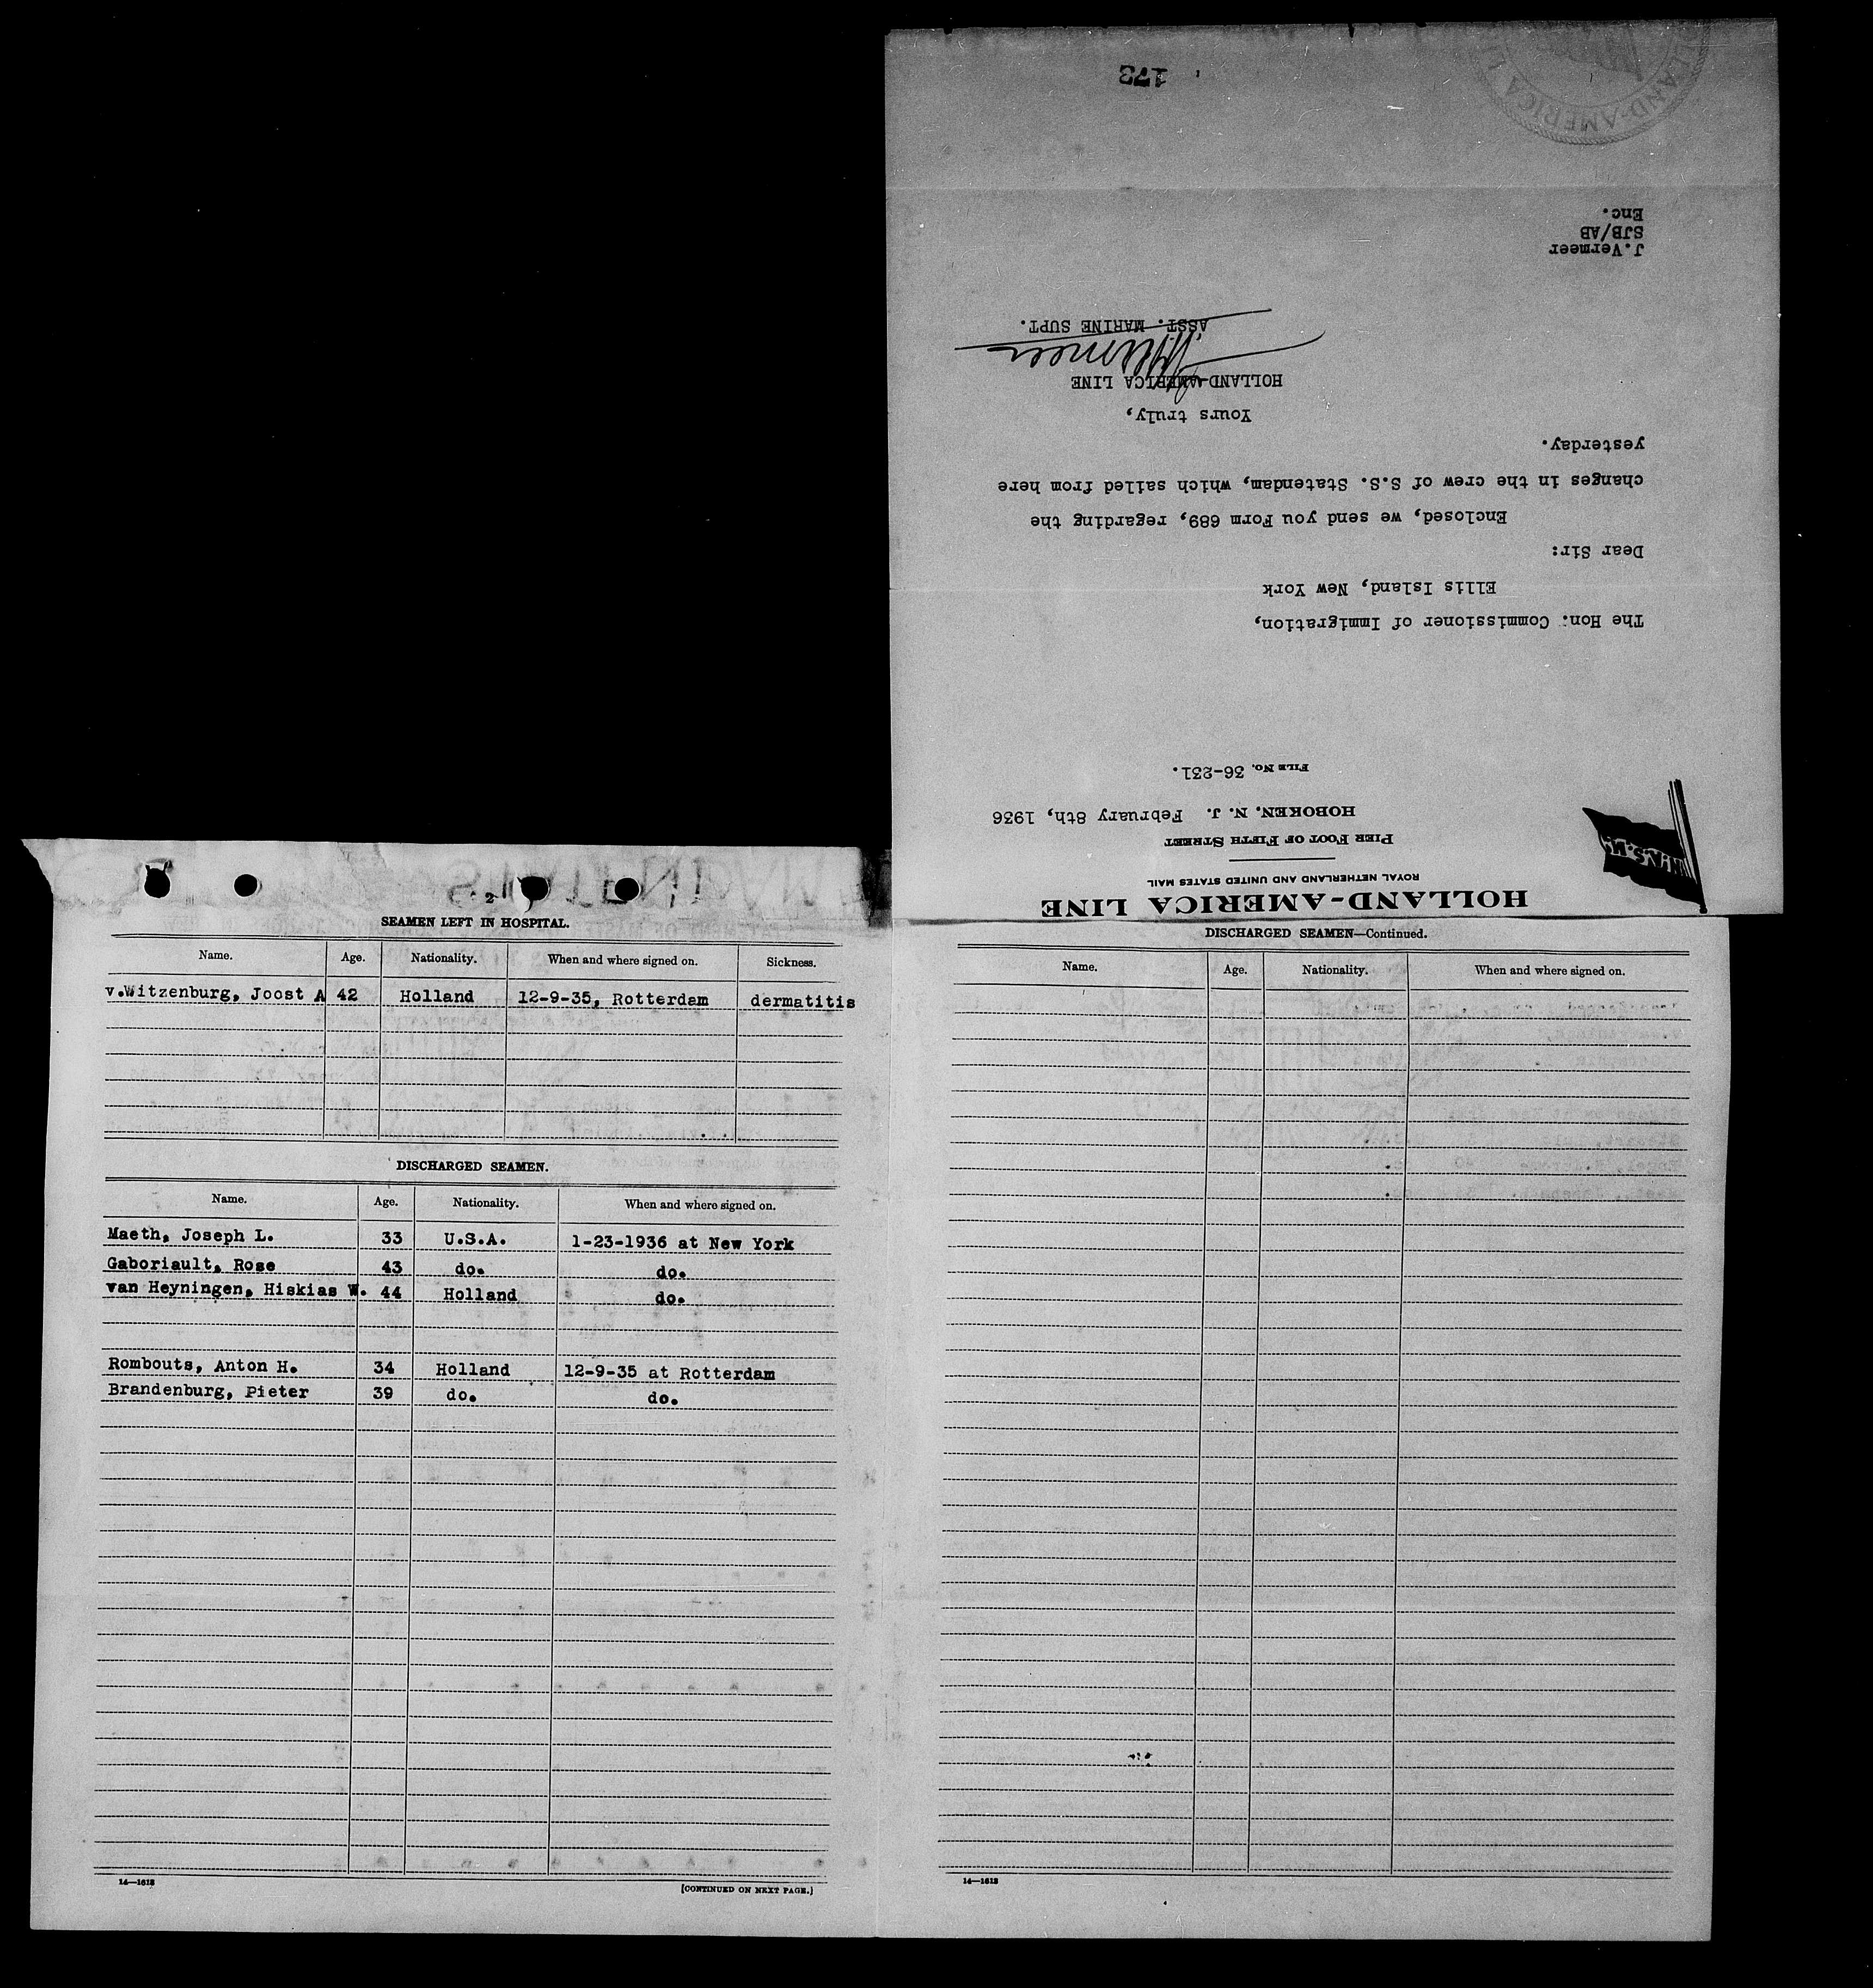 HOLLAND-AMERICA LINE
ROYAL NETHERLAND AND UNITED STATES MAIL
PIER FOOT OF FIFTH STREET
HOBOKEN, N. J. February 8th, 1936
FILE No. 36-231.
N.A.S.M.
The Hon. Commissioner of Immigration,
Ellis Island, New York
Dear Sir:
Enclosed, we send you Form 689, regarding the
changes in the crew of S.S. Statendam, which sailed from here
yesterday.
Yours truly,
HOLLAND-AMERICA LINE
ASST. MARINE SUPT.
J.Vermeer
SJB/AB
Enc.
173
LAND-AMERICA L
2
SEAMEN LEFT IN HOSPITAL.
Name. Age. Nationality. When and where signed on. Sickness.
v.Witzenburg, Joost A 42 Holland 12-9-35, Rotterdam dermatitis
DISCHARGED SEAMEN.
Name. Age. Nationality. When and where signed on.
Maeth, Joseph L. 33 U.S.A. 1-23-1936 at New York
Gaboriault, Rose 43 do. do.
van Heyningen, Hiskias W. 44 Holland do.
Rombouts, Anton H. 34 Holland 12-9-35 at Rotterdam
Brandenburg, Pieter 39 do. do.
14—1613
[CONTINUED ON NEXT PAGE.]
DISCHARGED SEAMEN—Continued.
Name. Age. Nationality. When and where signed on.
14—1613